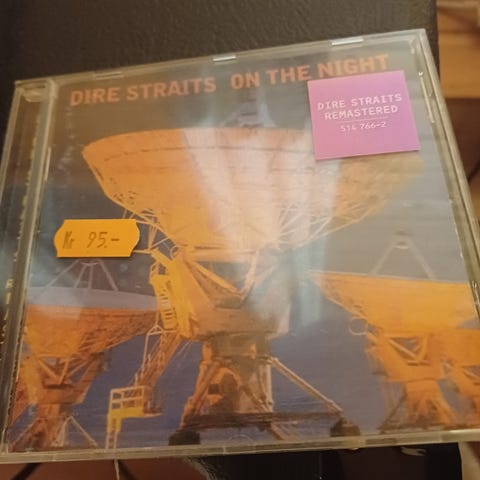 DIRE STRAITS ON THE NIGHT
DIRE STRAITS
REMASTERED
514 766-2
Kr 95.-